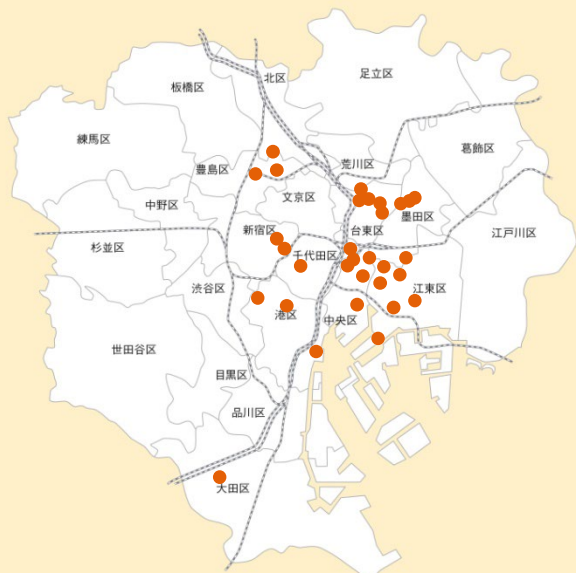 足立区
北区
板橋区
練馬区
葛飾区
荒川区
豊島区
文京区
中野区
墨田区
新宿区
台東区
江戸川区
杉並区
千代田区
渋谷区
江東区
港区
中央区
世田谷区
目黒区
品川区
大田区